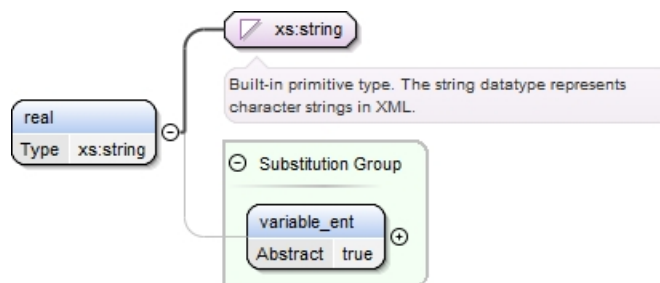 xs:string
Built-in primitive type. The string datatype represents
character strings in XML.
real
Type xs:string
Substitution Group
variable_ent
Abstract true